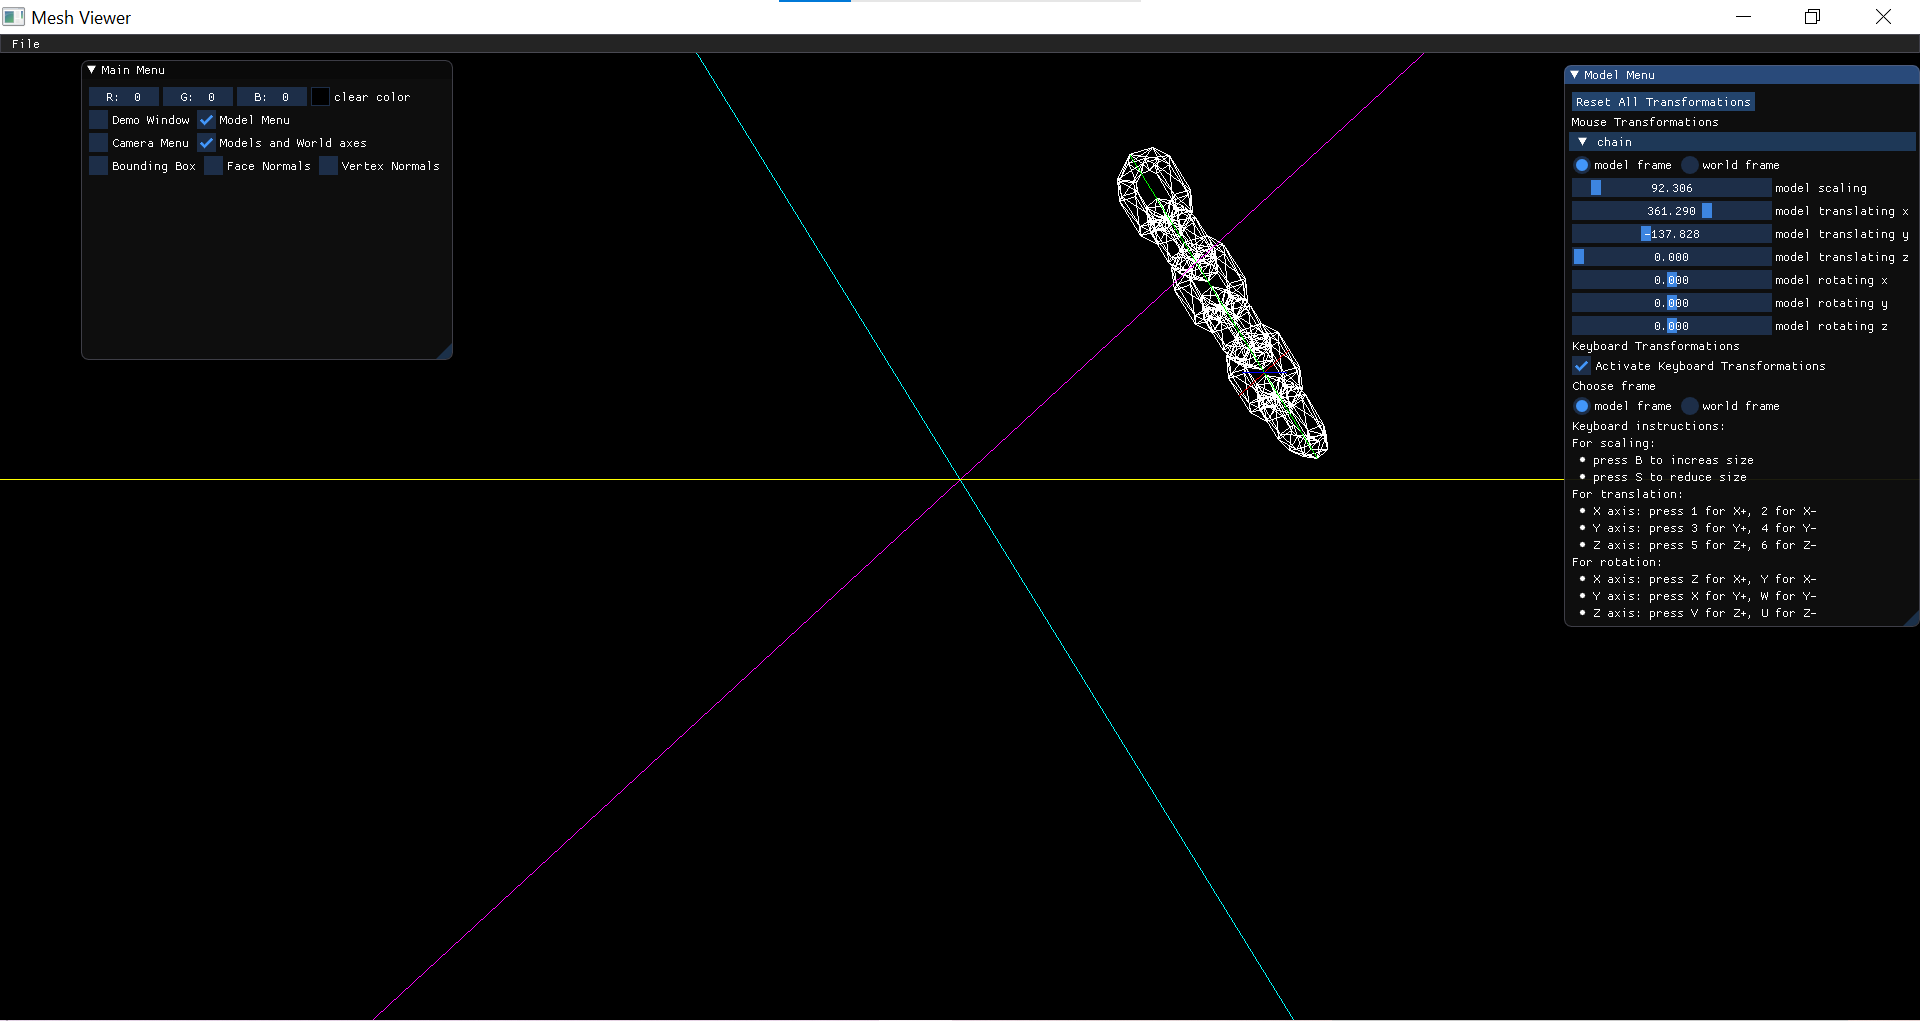 Mesh Viewer
File
Main Menu
R: 0 G: 0 B: 0 clear color
Demo Window Model Menu
Camera Menu Models and World axes
Bounding Box Face Normals Vertex Normals
Model Menu
Reset All Transformations
Mouse Transformations
chain
model frame world frame
92.306 model scaling
361.290 model translating x
-137.828 model translating y
0.000 model translating z
0.000 model rotating x
0.000 model rotating y
0.000 model rotating z
Keyboard Transformations
Activate Keyboard Transformations
Choose frame
model frame world frame
Keyboard instructions:
For scaling:
• press B to increas size
• press S to reduce size
For translation:
• X axis: press 1 for X+, 2 for X-
• Y axis: press 3 for Y+, 4 for Y-
• Z axis: press 5 for Z+, 6 for Z-
For rotation:
• X axis: press Z for X+, Y for X-
• Y axis: press X for Y+, W for Y-
• Z axis: press V for Z+, U for Z-